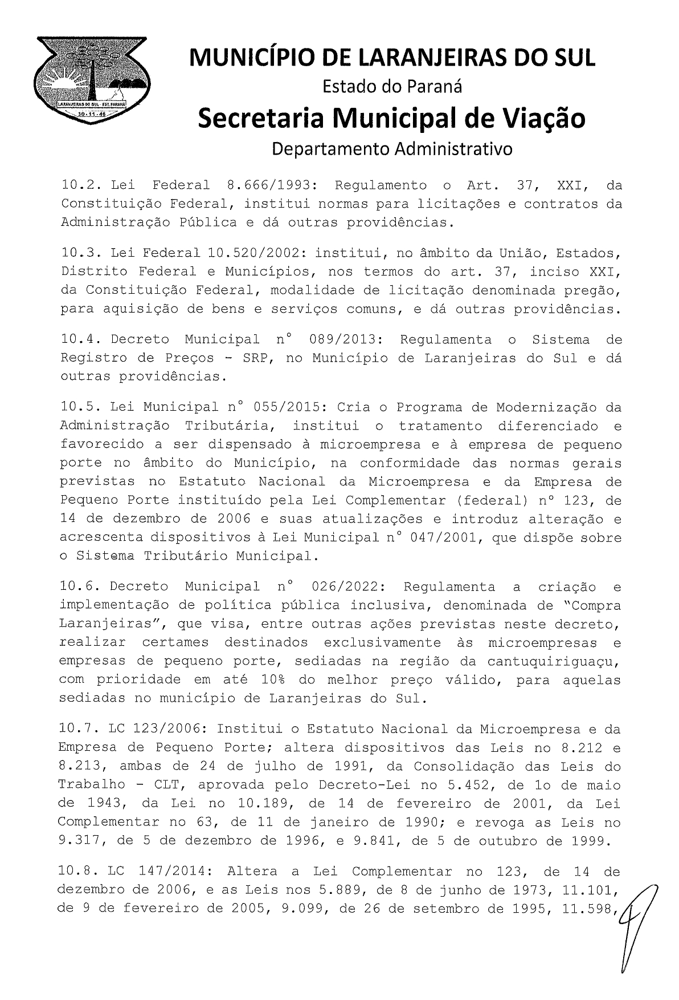 LARANJEIRAS DO SUL - EST. PARANÁ
30-11-46
MUNICÍPIO DE LARANJEIRAS DO SUL
Estado do Paraná
Secretaria Municipal de Viação
Departamento Administrativo
10.2. Lei Federal 8.666/1993: Regulamento o Art. 37, XXI, da
Constituição Federal, institui normas para licitações e contratos da
Administração Pública e dá outras providências.
10.3. Lei Federal 10.520/2002: institui, no âmbito da União, Estados,
Distrito Federal e Municípios, nos termos do art. 37, inciso XXI,
da Constituição Federal, modalidade de licitação denominada pregão,
para aquisição de bens e serviços comuns, e dá outras providências.
10.4. Decreto Municipal n° 089/2013: Regulamenta o Sistema de
Registro de Preços - SRP, no Município de Laranjeiras do Sul e dá
outras providências.
10.5. Lei Municipal n° 055/2015: Cria o Programa de Modernização da
Administração Tributária, institui o tratamento diferenciado e
favorecido a ser dispensado à microempresa e à empresa de pequeno
porte no âmbito do Município, na conformidade das normas gerais
previstas no Estatuto Nacional da Microempresa e da Empresa de
Pequeno Porte instituído pela Lei Complementar (federal) nº 123, de
14 de dezembro de 2006 e suas atualizações e introduz alteração e
acrescenta dispositivos à Lei Municipal n° 047/2001, que dispõe sobre
o Sistema Tributário Municipal.
10.6. Decreto Municipal n° 026/2022: Regulamenta a criação e
implementação de política pública inclusiva, denominada de "Compra
Laranjeiras", que visa, entre outras ações previstas neste decreto,
realizar certames destinados exclusivamente às microempresas e
empresas de pequeno porte, sediadas na região da cantuquiriguaçu,
com prioridade em até 10% do melhor preço válido, para aquelas
sediadas no município de Laranjeiras do Sul.
10.7. LC 123/2006: Institui o Estatuto Nacional da Microempresa e da
Empresa de Pequeno Porte; altera dispositivos das Leis no 8.212 e
8.213, ambas de 24 de julho de 1991, da Consolidação das Leis do
Trabalho - CLT, aprovada pelo Decreto-Lei no 5.452, de 1o de maio
de 1943, da Lei no 10.189, de 14 de fevereiro de 2001, da Lei
Complementar no 63, de 11 de janeiro de 1990; e revoga as Leis no
9.317, de 5 de dezembro de 1996, e 9.841, de 5 de outubro de 1999.
10.8. LC 147/2014: Altera a Lei Complementar no 123, de 14 de
dezembro de 2006, e as Leis nos 5.889, de 8 de junho de 1973, 11.101,
de 9 de fevereiro de 2005, 9.099, de 26 de setembro de 1995, 11.598,